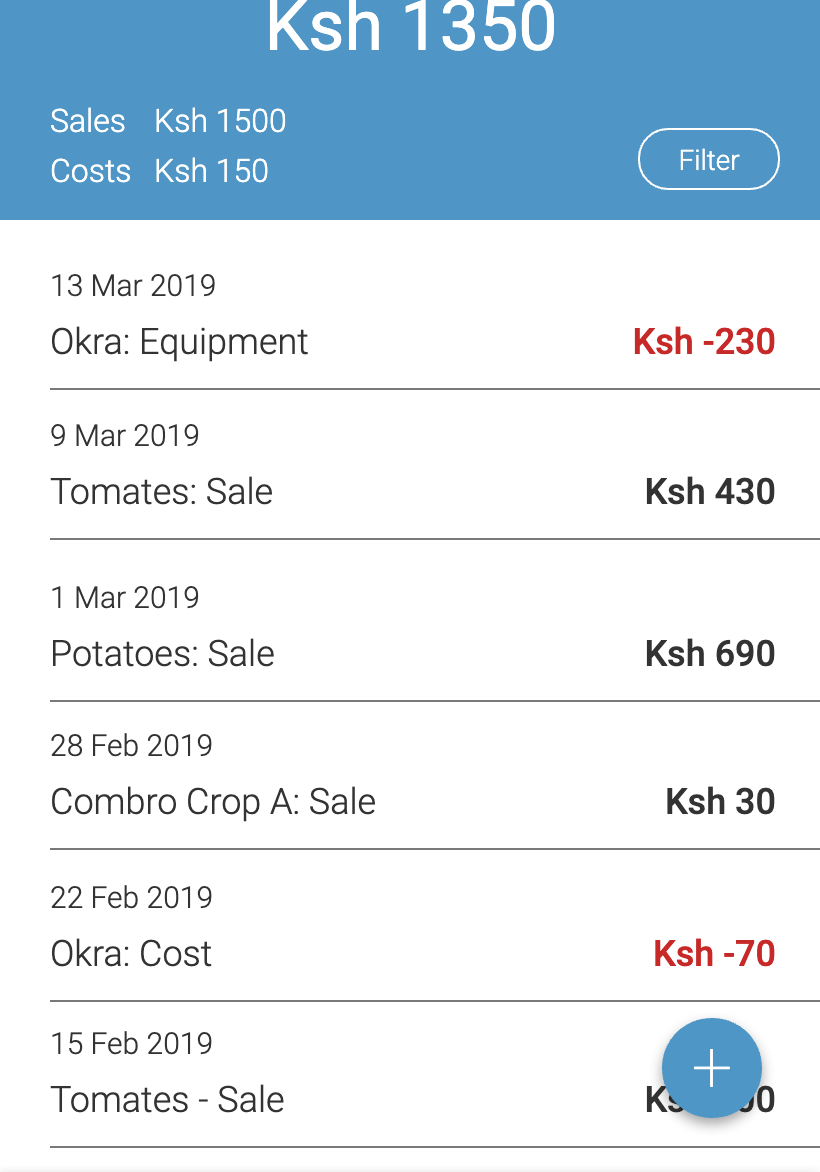 Ksh 1350
Sales Ksh 1500
Costs Ksh 150
Filter
13 Mar 2019
Okra: Equipment Ksh -230
9 Mar 2019
Tomates: Sale Ksh 430
1 Mar 2019
Potatoes: Sale Ksh 690
28 Feb 2019
Combro Crop A: Sale Ksh 30
22 Feb 2019
Okra: Cost Ksh -70
15 Feb 2019
Tomates - Sale